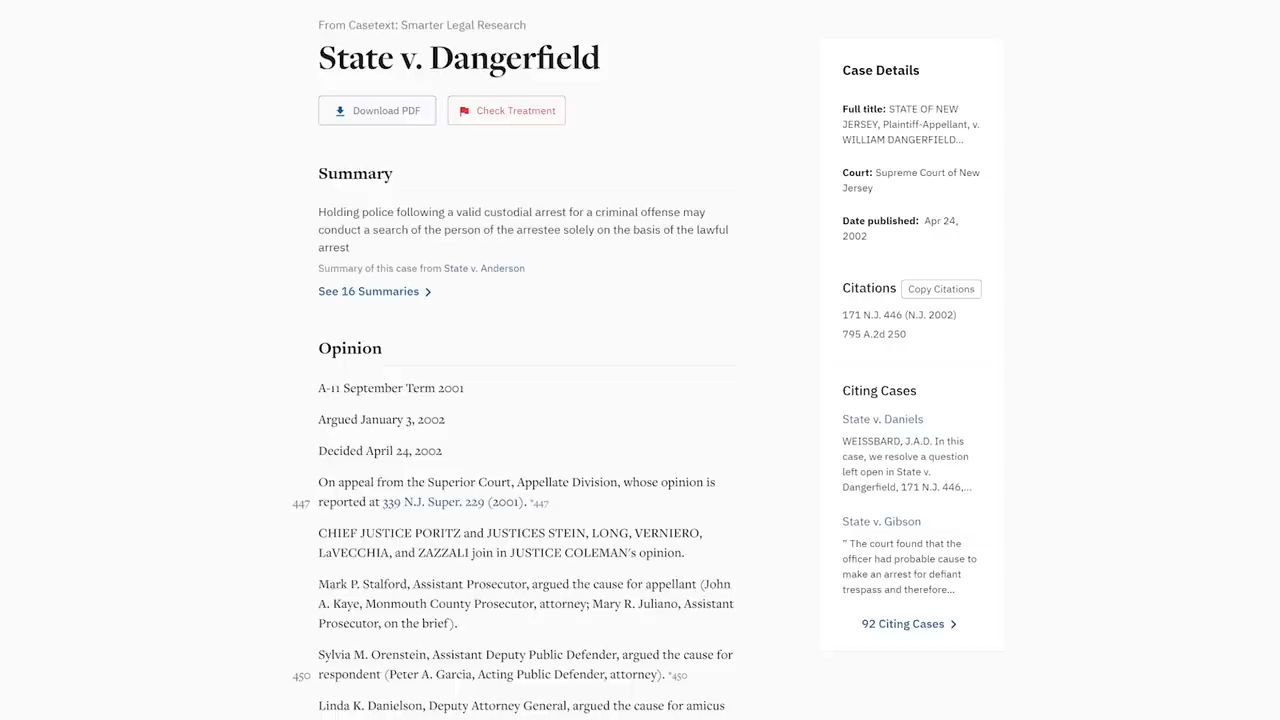 From Casetext: Smarter Legal Research
State v. Dangerfield
Download PDF
Check Treatment
Summary
Holding police following a valid custodial arrest for a criminal offense may
conduct a search of the person of the arrestee solely on the basis of the lawful
arrest
Summary of this case from State v. Anderson
See 16 Summaries
Opinion
A-11 September Term 2001
Argued January 3, 2002
Decided April 24, 2002
On appeal from the Superior Court, Appellate Division, whose opinion is
447 reported at 339 N.J. Super. 229 (2001). *447
CHIEF JUSTICE PORITZ and JUSTICES STEIN, LONG, VERNIERO,
LaVECCHIA, and ZAZZALI join in JUSTICE COLEMAN's opinion.
Mark P. Stalford, Assistant Prosecutor, argued the cause for appellant (John
A. Kaye, Monmouth County Prosecutor, attorney; Mary R. Juliano, Assistant
Prosecutor, on the brief).
Sylvia M. Orenstein, Assistant Deputy Public Defender, argued the cause for
450 respondent (Peter A. Garcia, Acting Public Defender, attorney). *450
Linda K. Danielson, Deputy Attorney General, argued the cause for amicus
Case Details
Full title: STATE OF NEW
JERSEY, Plaintiff-Appellant, v.
WILLIAM DANGERFIELD...
Court: Supreme Court of New
Jersey
Date published: Apr 24,
2002
Citations Copy Citations
171 N.J. 446 (N.J. 2002)
795 A.2d 250
Citing Cases
State v. Daniels
WEISSBARD, J.A.D. In this
case, we resolve a question
left open in State v.
Dangerfield, 171 N.J. 446,...
State v. Gibson
” The court found that the
officer had probable cause to
make an arrest for defiant
trespass and therefore...
92 Citing Cases